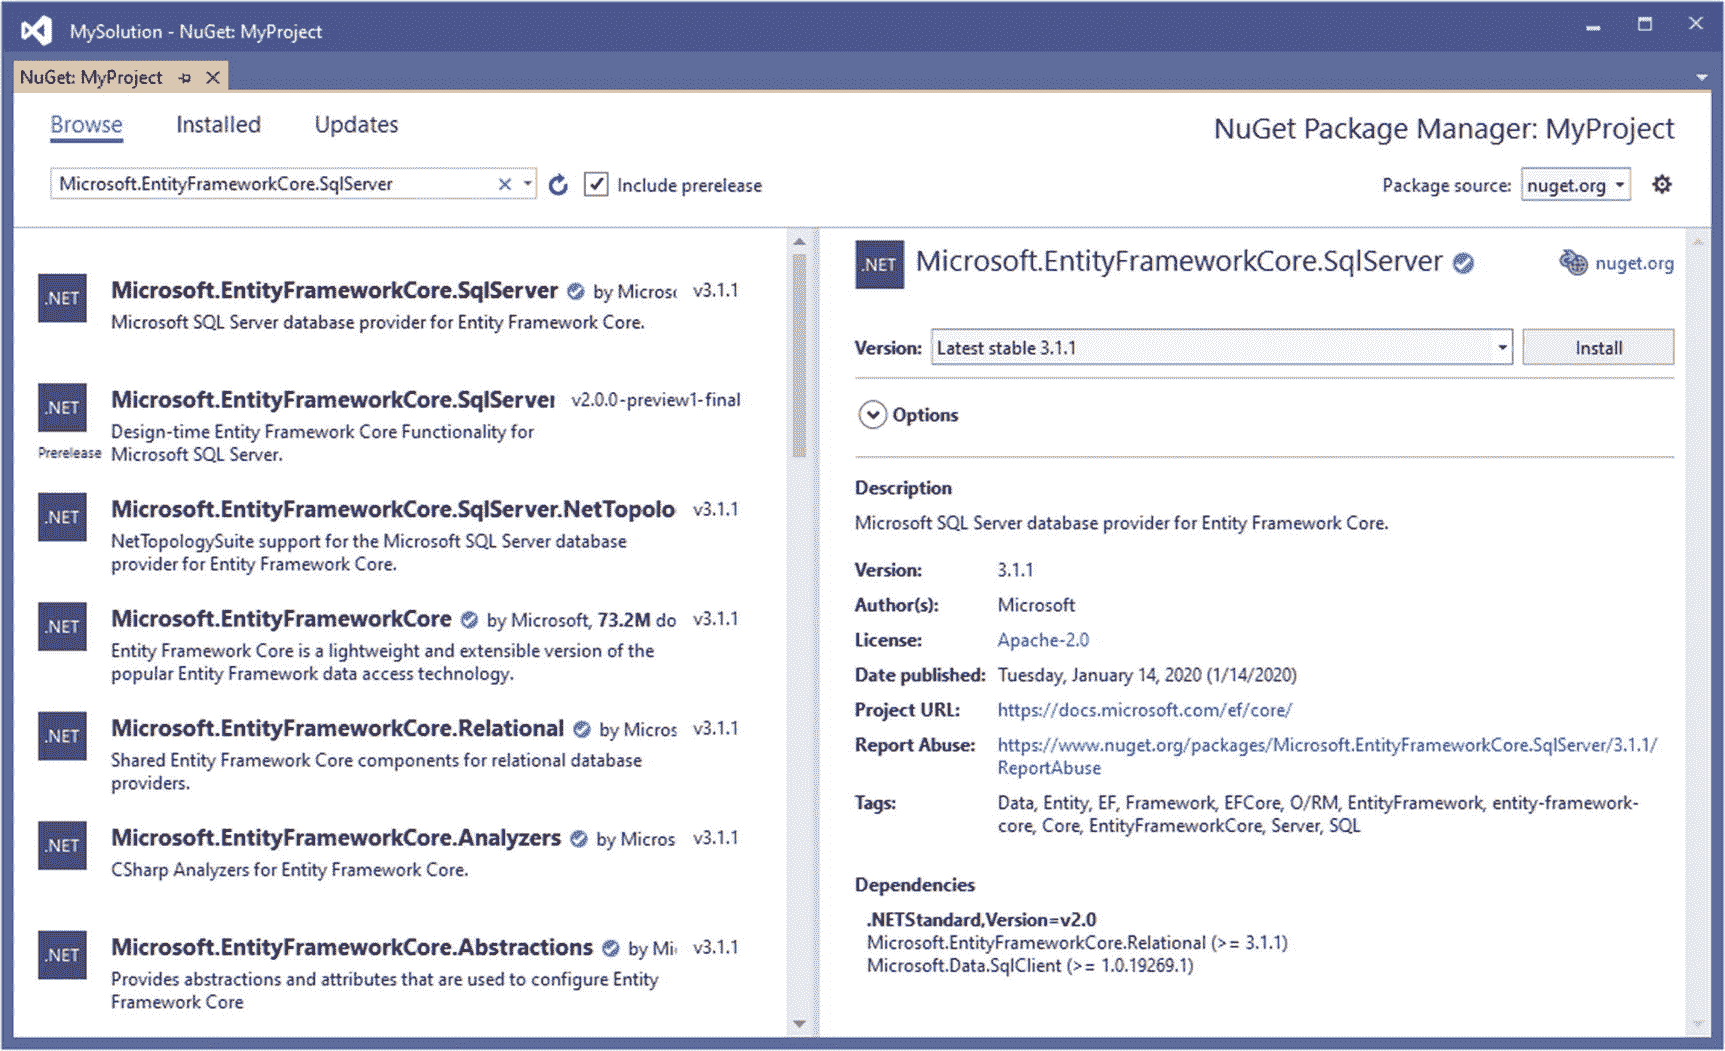 MySolution - NuGet: MyProject
NuGet: MyProject
Browse Installed Updates
NuGet Package Manager: MyProject
Microsoft.EntityFrameworkCore.SqlServer
Include prerelease
Package source: nuget.org
.NET
Microsoft.EntityFrameworkCore.SqlServer by Micros v3.1.1
Microsoft SQL Server database provider for Entity Framework Core.
.NET
Prerelease
Microsoft.EntityFrameworkCore.SqlServer v2.0.0-preview1-final
Design-time Entity Framework Core Functionality for
Microsoft SQL Server.
.NET
Microsoft.EntityFrameworkCore.SqlServer.NetTopolo v3.1.1
NetTopologySuite support for the Microsoft SQL Server database
provider for Entity Framework Core.
.NET
Microsoft.EntityFrameworkCore by Microsoft, 73.2M do v3.1.1
Entity Framework Core is a lightweight and extensible version of the
popular Entity Framework data access technology.
.NET
Microsoft.EntityFrameworkCore.Relational by Micros v3.1.1
Shared Entity Framework Core components for relational database
providers.
.NET
Microsoft.EntityFrameworkCore.Analyzers by Micros v3.1.1
CSharp Analyzers for Entity Framework Core.
.NET
Microsoft.EntityFrameworkCore.Abstractions by Mi v3.1.1
Provides abstractions and attributes that are used to configure Entity
Framework Core
.NET
Microsoft.EntityFrameworkCore.SqlServer
nuget.org
Version: Latest stable 3.1.1 Install
Options
Description
Microsoft SQL Server database provider for Entity Framework Core.
Version: 3.1.1
Author(s): Microsoft
License: Apache-2.0
Date published: Tuesday, January 14, 2020 (1/14/2020)
Project URL: https://docs.microsoft.com/ef/core/
Report Abuse: https://www.nuget.org/packages/Microsoft.EntityFrameworkCore.SqlServer/3.1.1/
ReportAbuse
Tags: Data, Entity, EF, Framework, EFCore, O/RM, EntityFramework, entity-framework-
core, Core, EntityFrameworkCore, Server, SQL
Dependencies
.NETStandard,Version=v2.0
Microsoft.EntityFrameworkCore.Relational (>= 3.1.1)
Microsoft.Data.SqlClient (>= 1.0.19269.1)